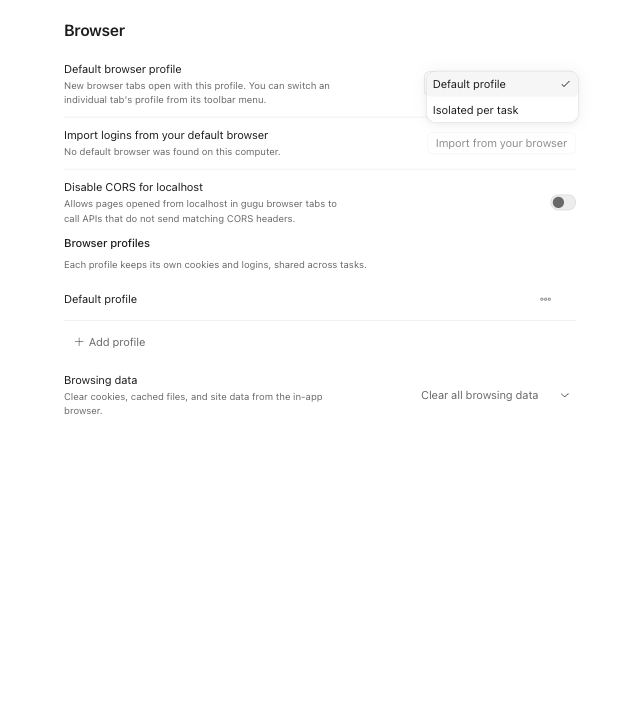 Browser
Default browser profile
New browser tabs open with this profile. You can switch an
individual tab's profile from its toolbar menu.
Default profile
Isolated per task
Import logins from your default browser
No default browser was found on this computer.
Import from your browser
Disable CORS for localhost
Allows pages opened from localhost in gugu browser tabs to
call APIs that do not send matching CORS headers.
Browser profiles
Each profile keeps its own cookies and logins, shared across tasks.
Default profile
Add profile
Browsing data
Clear cookies, cached files, and site data from the in-app
browser.
Clear all browsing data